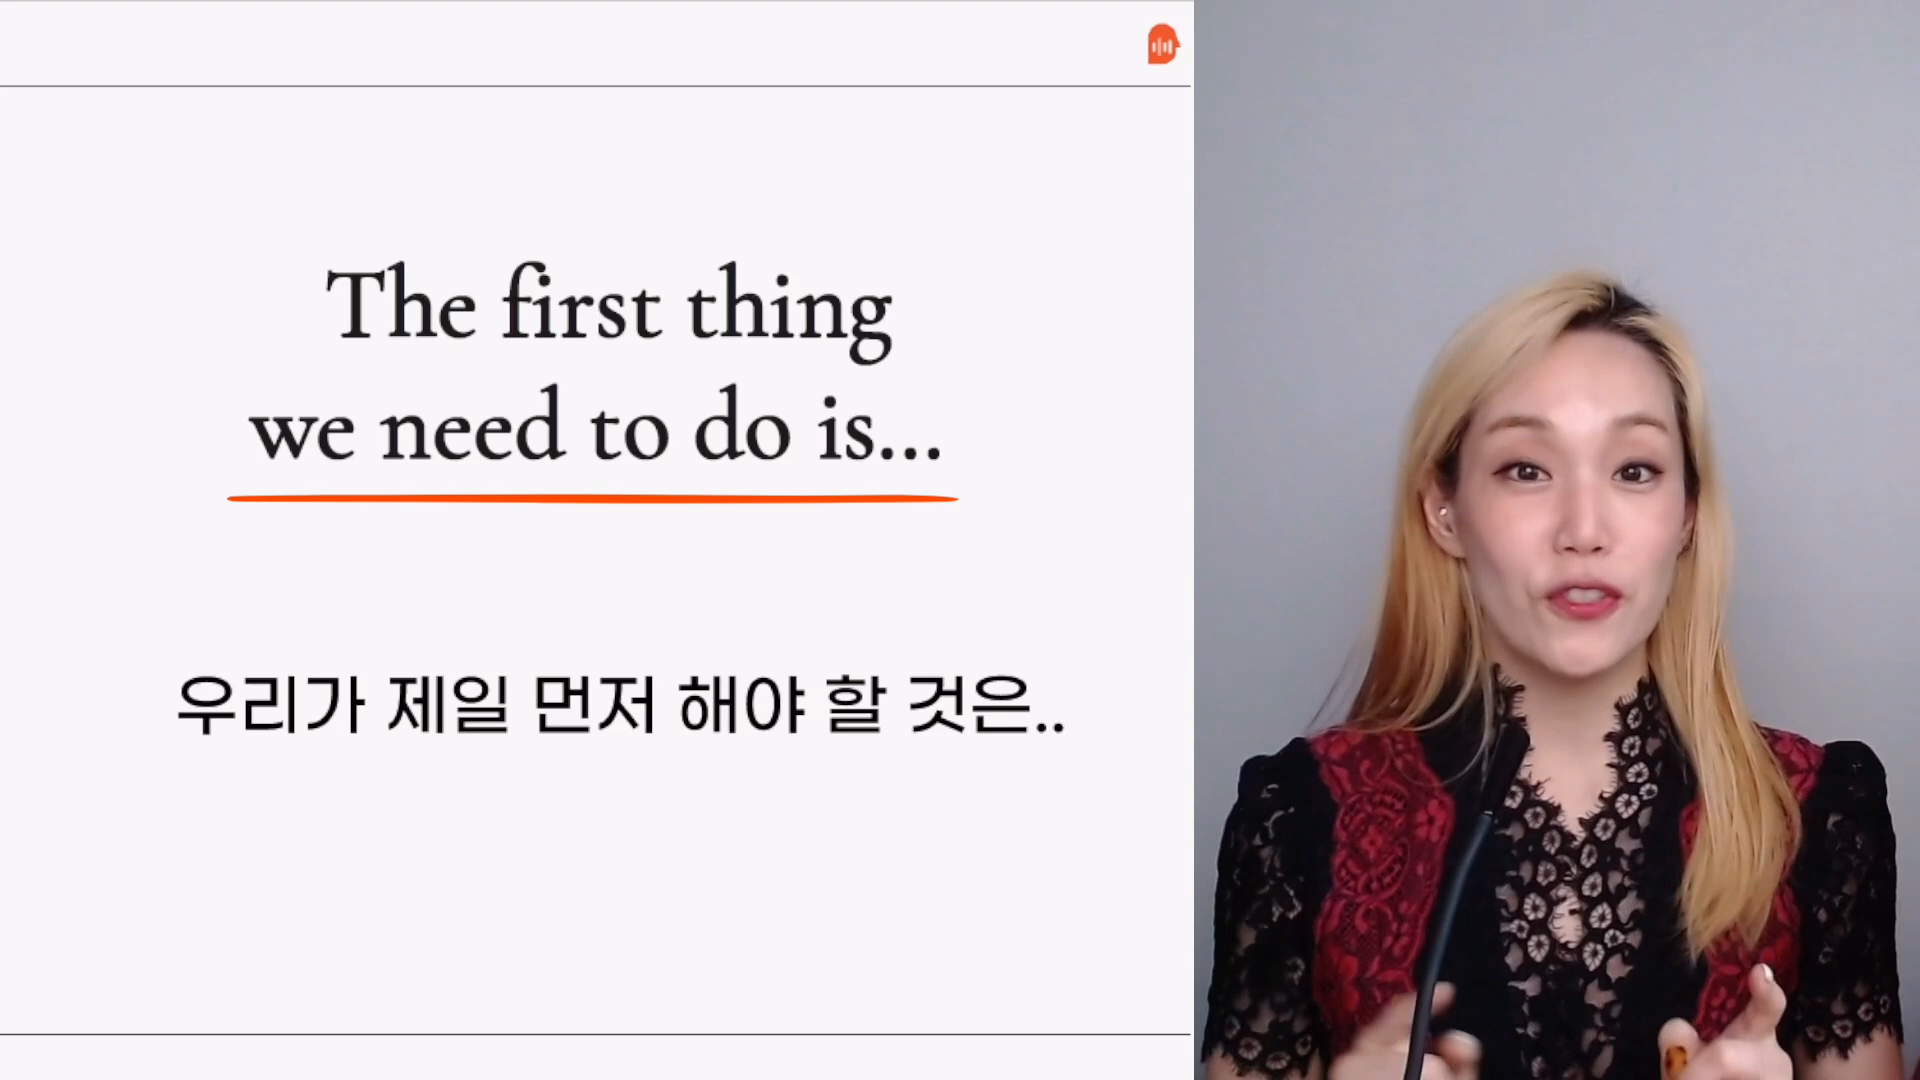 The first thing
we need to do is...
우리가 제일 먼저 해야 할 것은..